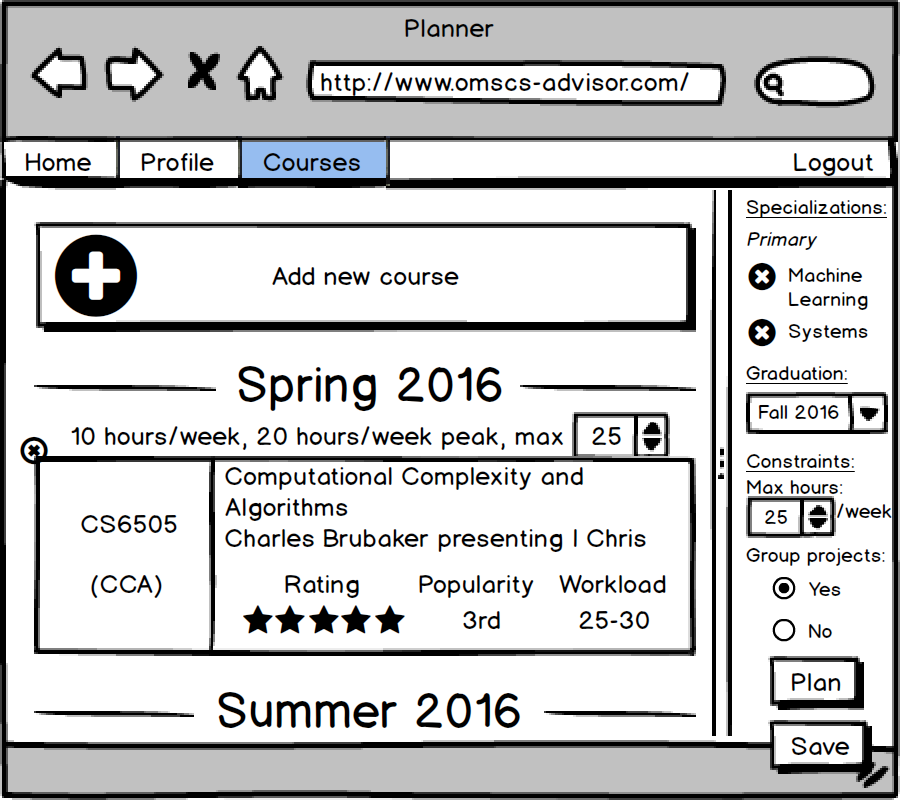 Planner
http://www.omscs-advisor.com/
Home Profile Courses Logout
Add new course
Spring 2016
10 hours/week, 20 hours/week peak, max 25
CS6505
(CCA)
Computational Complexity and
Algorithms
Charles Brubaker presenting | Chris
Rating Popularity Workload
3rd 25-30
Summer 2016
Specializations:
Primary
Machine
Learning
Systems
Graduation:
Fall 2016
Constraints:
Max hours:
25 /week
Group projects:
Yes
No
Plan
Save